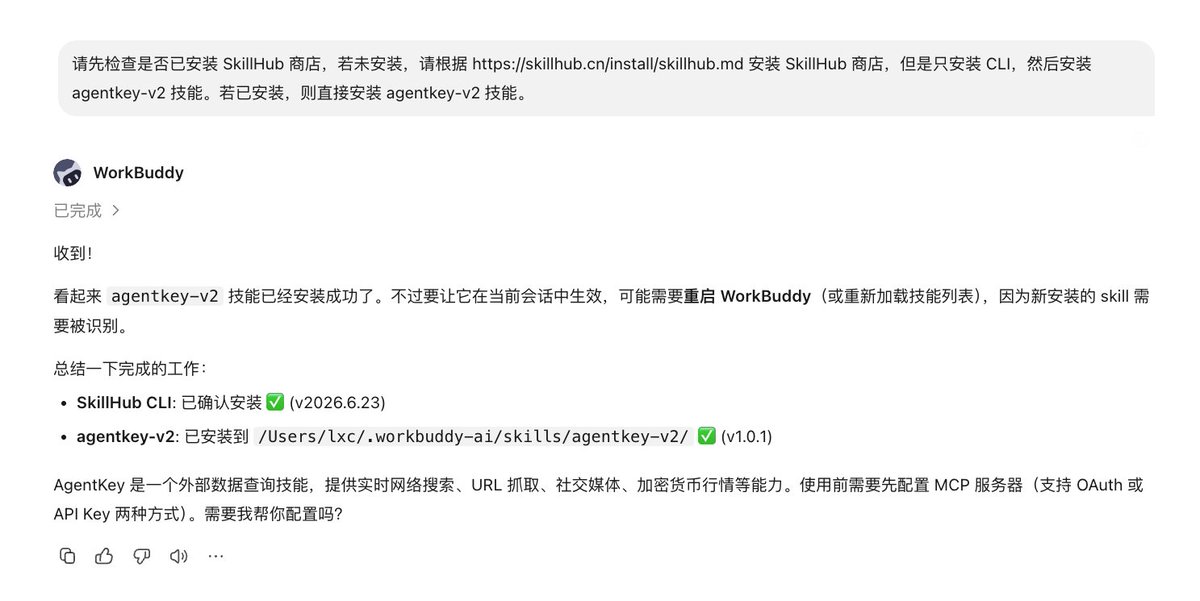 请先检查是否已安装 SkillHub 商店，若未安装，请根据 https://skillhub.cn/install/skillhub.md 安装 SkillHub 商店，但是只安装 CLI，然后安装
agentkey-v2 技能。若已安装，则直接安装 agentkey-v2 技能。
WorkBuddy
已完成 >
收到！
看起来 agentkey-v2 技能已经安装成功了。不过要让它在当前会话中生效，可能需要重启 WorkBuddy（或重新加载技能列表），因为新安装的 skill 需
要被识别。
总结一下完成的工作：
• SkillHub CLI: 已确认安装 ✅ (v2026.6.23)
• agentkey-v2: 已安装到 /Users/lxc/.workbuddy-ai/skills/agentkey-v2/ ✅ (v1.0.1)
AgentKey 是一个外部数据查询技能，提供实时网络搜索、URL 抓取、社交媒体、加密货币行情等能力。使用前需要先配置 MCP 服务器（支持 OAuth 或
API Key 两种方式）。需要我帮你配置吗？